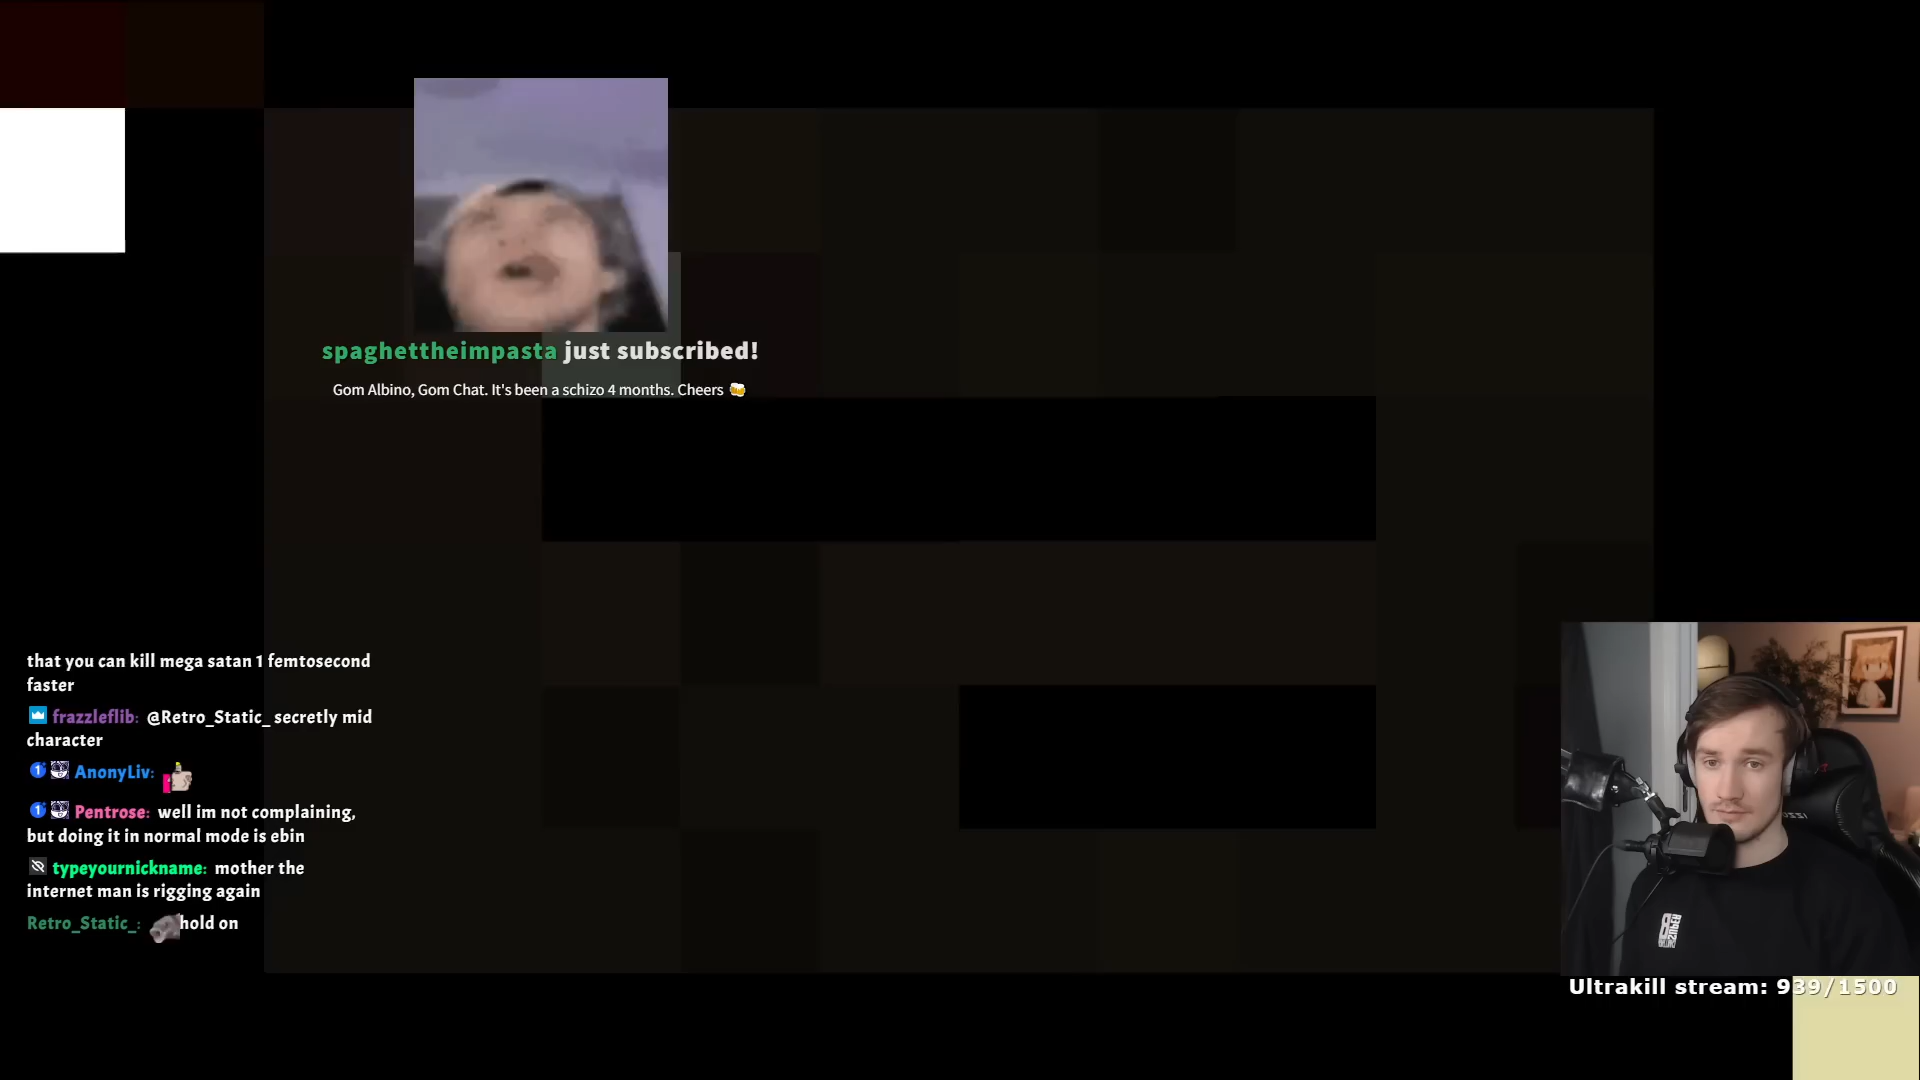 spaghettheimpasta just subscribed!
Gom Albino, Gom Chat. It's been a schizo 4 months. Cheers 🍻
that you can kill mega satan 1 femtosecond
faster
frazzleflib: @Retro_Static_ secretly mid
character
AnonyLiv:
Pentrose: well im not complaining,
but doing it in normal mode is ebin
typeyournickname: mother the
internet man is rigging again
Retro_Static_: hold on
Ultrakill stream: 939/1500